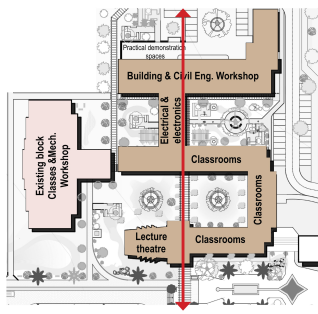 Practical demonstration
spaces
Building & Civil Eng. Workshop
Electrical &
electronics
Existing block
Classes &Mech.
Workshop
Classrooms
Classrooms
Lecture
theatre
Classrooms